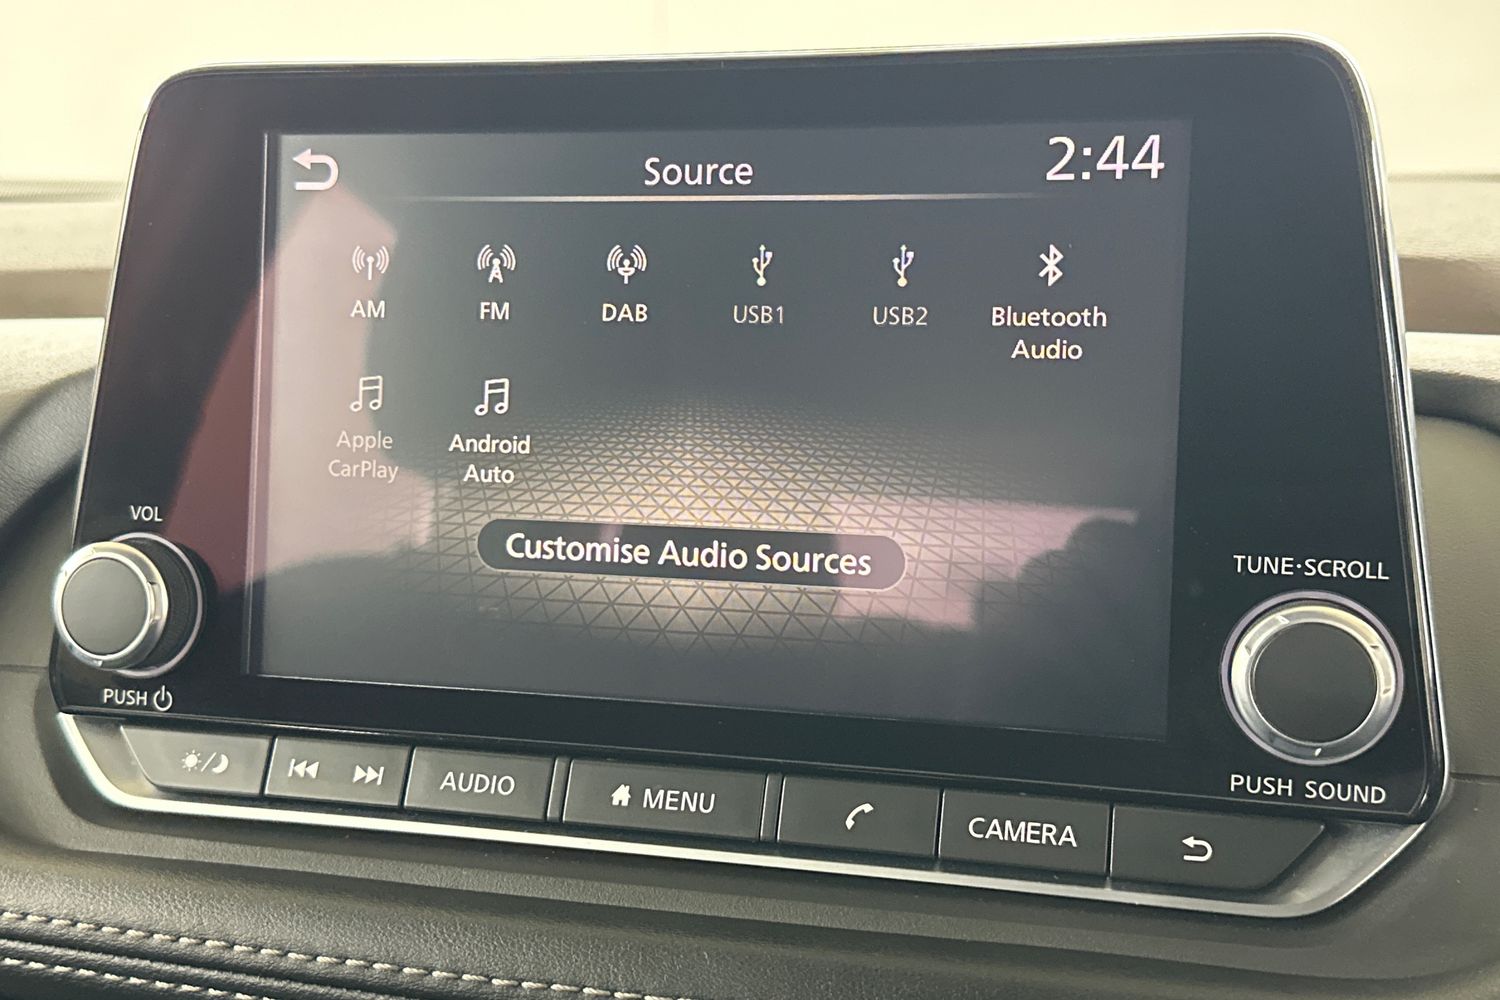 Source
2:44
AM
FM
DAB
USB1
USB2
Bluetooth
Audio
Apple
CarPlay
Android
Auto
Customise Audio Sources
VOL
PUSH
TUNE·SCROLL
PUSH SOUND
AUDIO
MENU
CAMERA